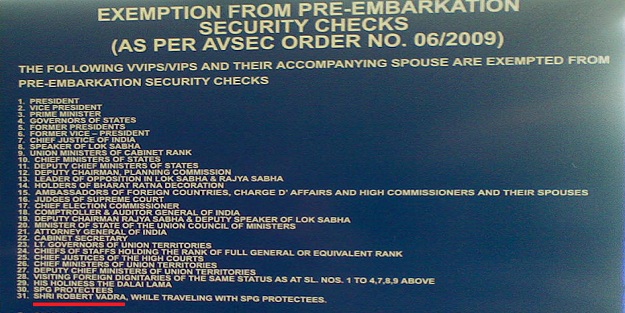 EXEMPTION FROM PRE-EMBARKATION
SECURITY CHECKS
(AS PER AVSEC ORDER NO. 06/2009)
THE FOLLOWING VVIPS/VIPS AND THEIR ACCOMPANYING SPOUSE ARE EXEMPTED FROM
PRE-EMBARKATION SECURITY CHECKS
1. PRESIDENT
2. VICE PRESIDENT
3. PRIME MINISTER
4. GOVERNORS OF STATES
5. FORMER PRESIDENTS
6. FORMER VICE - PRESIDENT
7. CHIEF JUSTICE OF INDIA
8. SPEAKER OF LOK SABHA
9. UNION MINISTERS OF CABINET RANK
10. CHIEF MINISTERS OF STATES
11. DEPUTY CHIEF MINISTERS OF STATES
12. DEPUTY CHAIRMAN, PLANNING COMMISSION
13. LEADER OF OPPOSITION IN LOK SABHA & RAJYA SABHA
14. HOLDERS OF BHARAT RATNA DECORATION
15. AMBASSADORS OF FOREIGN COUNTRIES, CHARGE D' AFFAIRS AND HIGH COMMISSIONERS AND THEIR SPOUSES
16. JUDGES OF SUPREME COURT
17. CHIEF ELECTION COMMISSIONER
18. COMPTROLLER & AUDITOR GENERAL OF INDIA
19. DEPUTY CHAIRMAN RAJYA SABHA & DEPUTY SPEAKER OF LOK SABHA
20. MINISTER OF STATE OF THE UNION COUNCIL OF MINISTERS
21. ATTORNEY GENERAL OF INDIA
22. CABINET SECRETARY
23. LT. GOVERNORS OF UNION TERRITORIES
24. CHIEFS OF STAFFS HOLDING THE RANK OF FULL GENERAL OR EQUIVALENT RANK
25. CHIEF JUSTICES OF THE HIGH COURTS
26. CHIEF MINISTERS OF UNION TERRITORIES
27. DEPUTY CHIEF MINISTERS OF UNION TERRITORIES
28. VISITING FOREIGN DIGNITARIES OF THE SAME STATUS AS AT SL. NOS. 1 TO 4,7,8,9 ABOVE
29. HIS HOLINESS THE DALAI LAMA
30. SPG PROTECTEES
31. SHRI ROBERT VADRA, WHILE TRAVELING WITH SPG PROTECTEES.